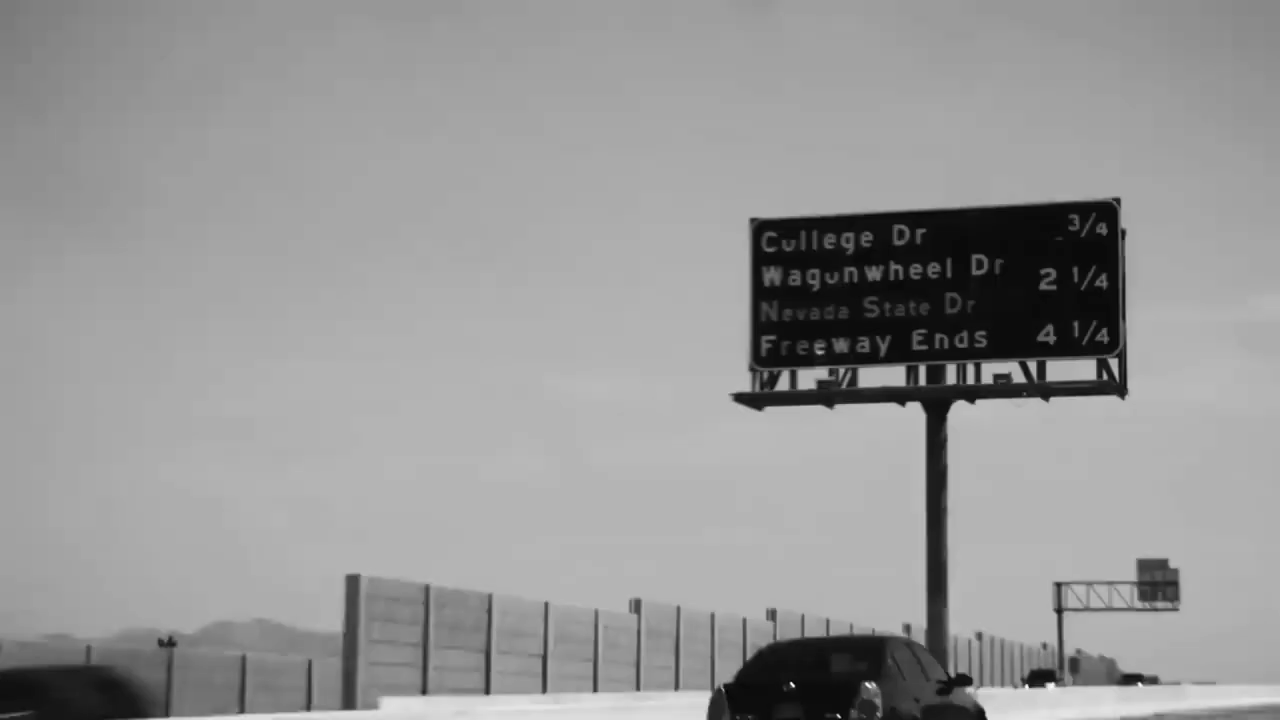 College Dr 3/4
Wagonwheel Dr 2 1/4
Nevada State Dr
Freeway Ends 4 1/4